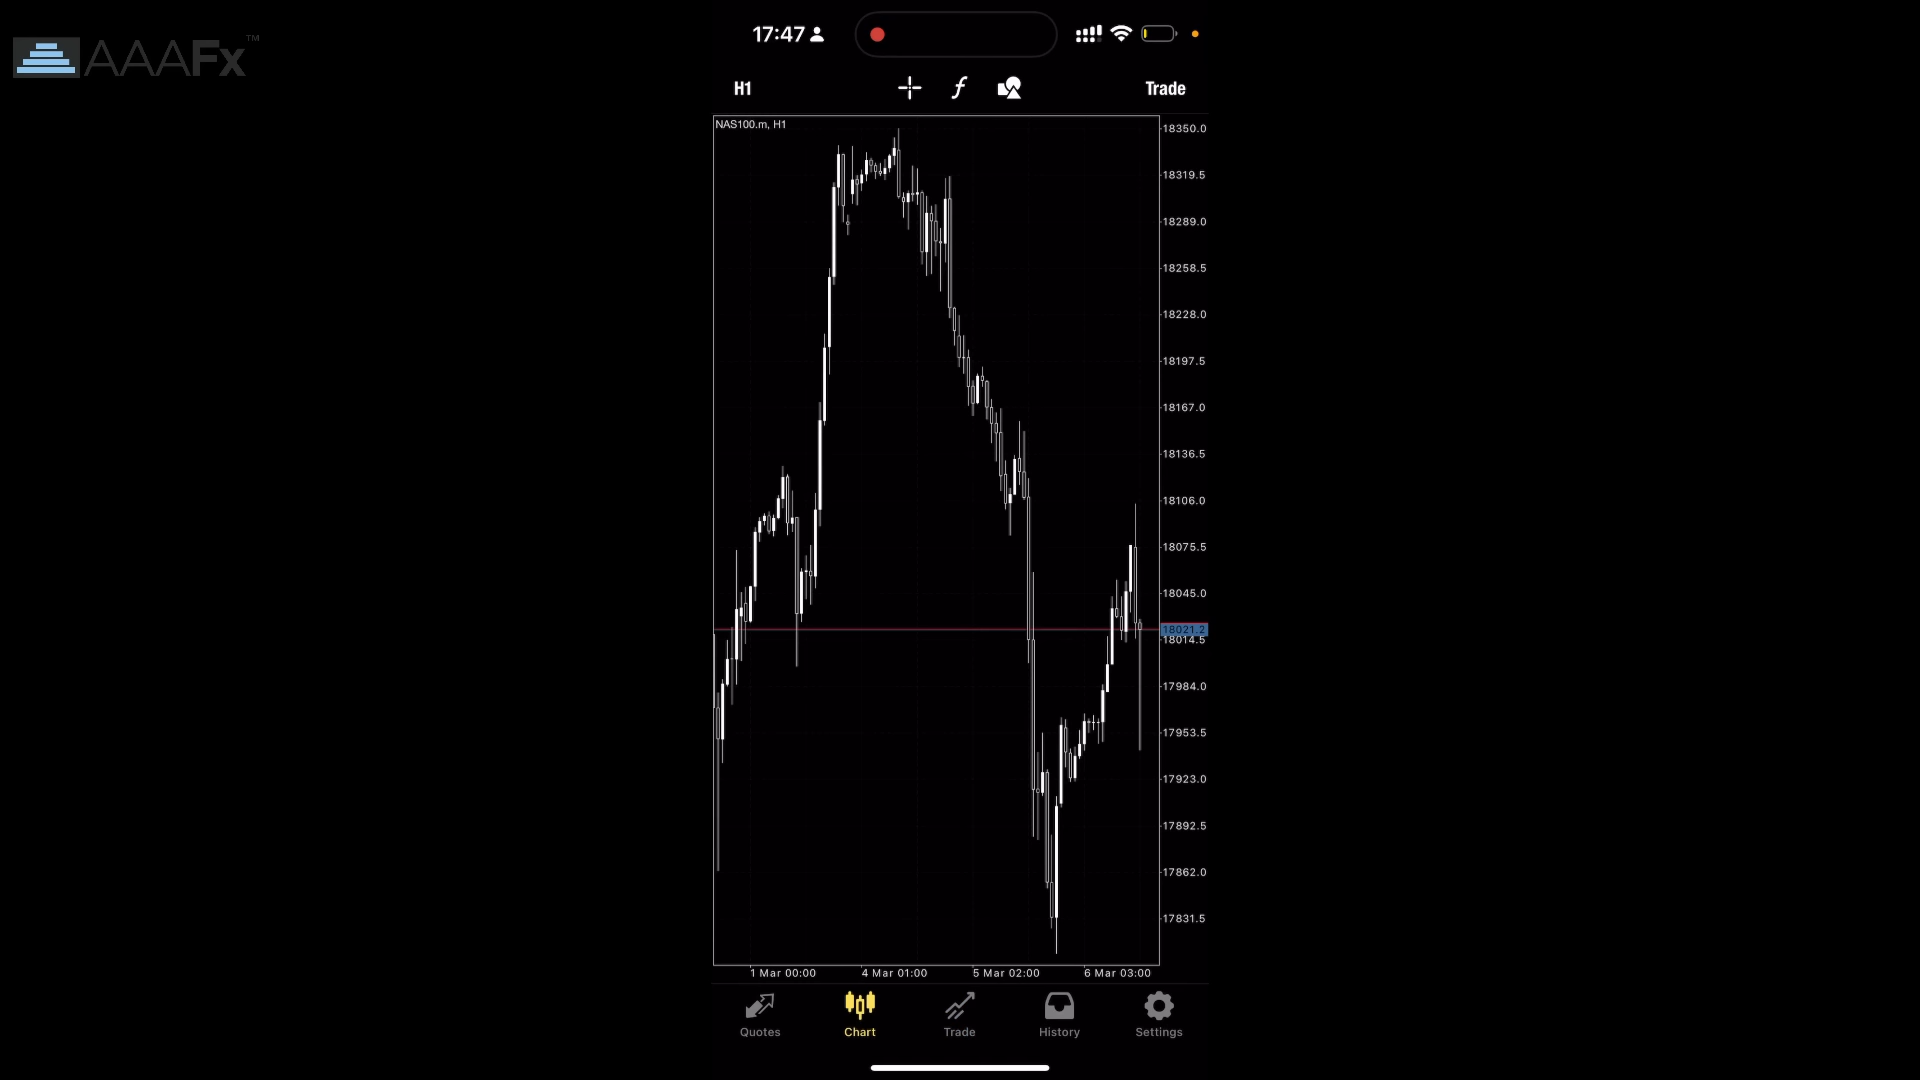 AAAFx™
17:47
H1
f
Trade
NAS100.m, H1
18350.0
18319.5
18289.0
18258.5
18228.0
18197.5
18167.0
18136.5
18106.0
18075.5
18045.0
18021.2
18014.5
17984.0
17953.5
17923.0
17892.5
17862.0
17831.5
1 Mar 00:00 4 Mar 01:00 5 Mar 02:00 6 Mar 03:00
Quotes Chart Trade History Settings